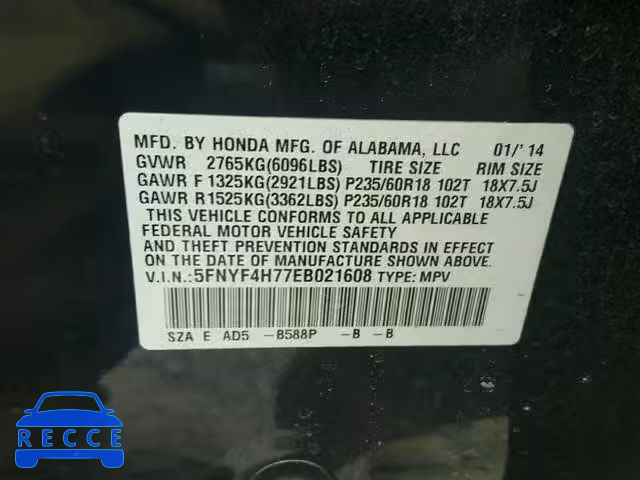 MFD. BY HONDA MFG. OF ALABAMA, LLC 01/'14
GVWR 2765KG(6096LBS) TIRE SIZE RIM SIZE
GAWR F 1325KG(2921LBS) P235/60R18 102T 18X7.5J
GAWR R1525KG(3362LBS) P235/60R18 102T 18X7.5J
THIS VEHICLE CONFORMS TO ALL APPLICABLE
FEDERAL MOTOR VEHICLE SAFETY
AND THEFT PREVENTION STANDARDS IN EFFECT
ON THE DATE OF MANUFACTURE SHOWN ABOVE.
V.I.N.:5FNYF4H77EB021608 TYPE: MPV
SZA E AD5 -B588P -B -B
RECCE